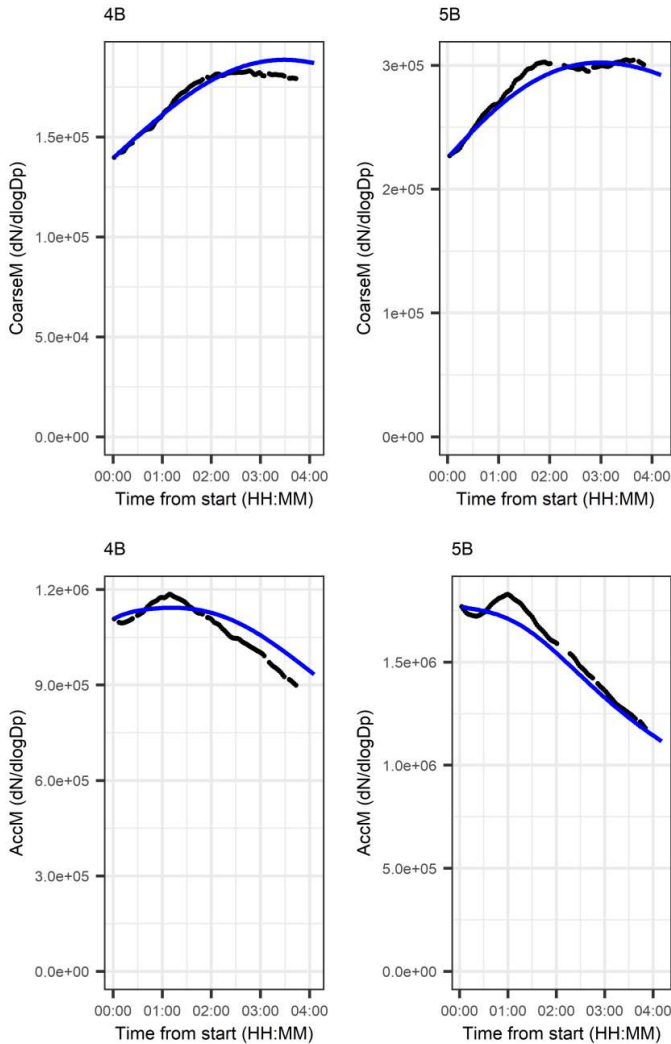 4B
CoarseM (dN/dlogDp)
1.5e+05
1.0e+05
5.0e+04
0.0e+00
00:00 01:00 02:00 03:00 04:00
Time from start (HH:MM)
5B
CoarseM (dN/dlogDp)
3e+05
2e+05
1e+05
0e+00
00:00 01:00 02:00 03:00 04:00
Time from start (HH:MM)
4B
AccM (dN/dlogDp)
1.2e+06
9.0e+05
6.0e+05
3.0e+05
0.0e+00
00:00 01:00 02:00 03:00 04:00
Time from start (HH:MM)
5B
AccM (dN/dlogDp)
1.5e+06
1.0e+06
5.0e+05
0.0e+00
00:00 01:00 02:00 03:00 04:00
Time from start (HH:MM)